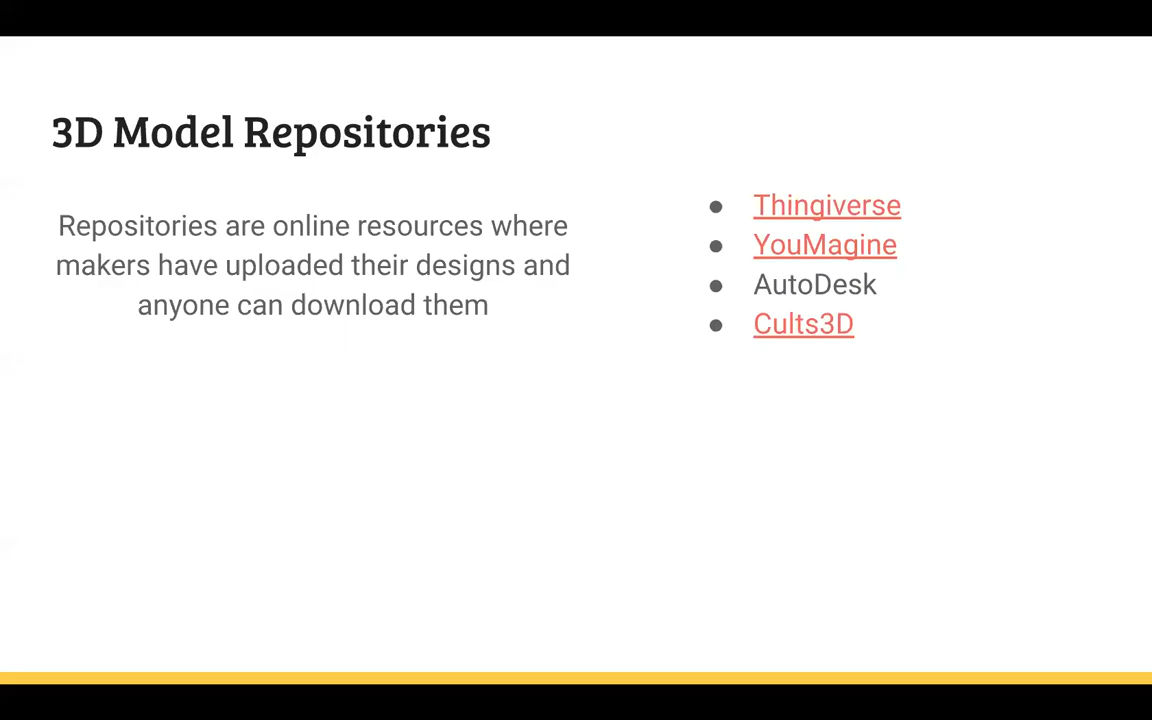 3D Model Repositories
Repositories are online resources where
makers have uploaded their designs and
anyone can download them
● Thingiverse
● YouMagine
● AutoDesk
● Cults3D